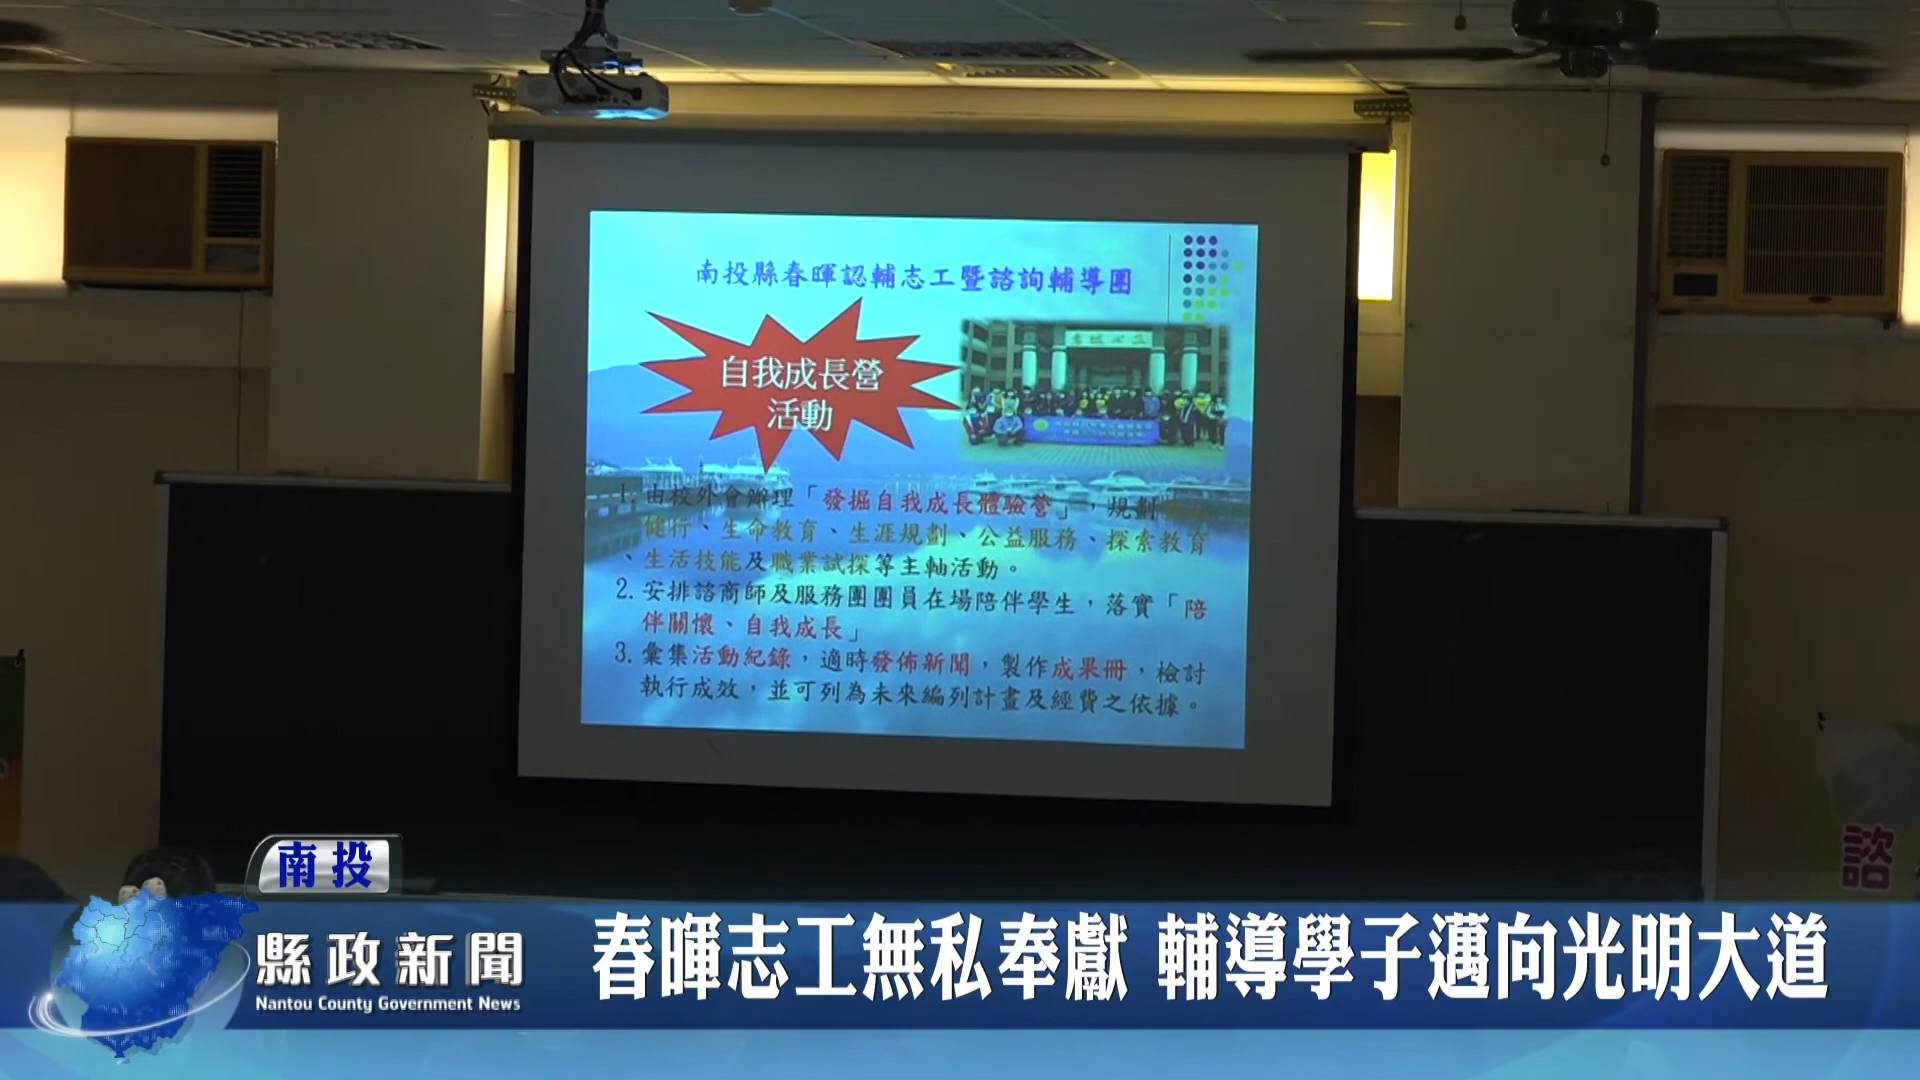 南投縣春暉認輔志工暨諮詢輔導團
自我成長營
活動
1. 由校外會辦理「發掘自我成長體驗營」,規劃
健行、生命教育、生涯規劃、公益服務、探索教育
、生活技能及職業試探等主軸活動。
2. 安排諮商師及服務團團員在場陪伴學生,落實「陪
伴關懷、自我成長」
3. 彙集活動紀錄,適時發佈新聞,製作成果冊,檢討
執行成效,並可列為未來編列計畫及經費之依據。
諮
南投
縣政新聞
Nantou County Government News
春暉志工無私奉獻 輔導學子邁向光明大道